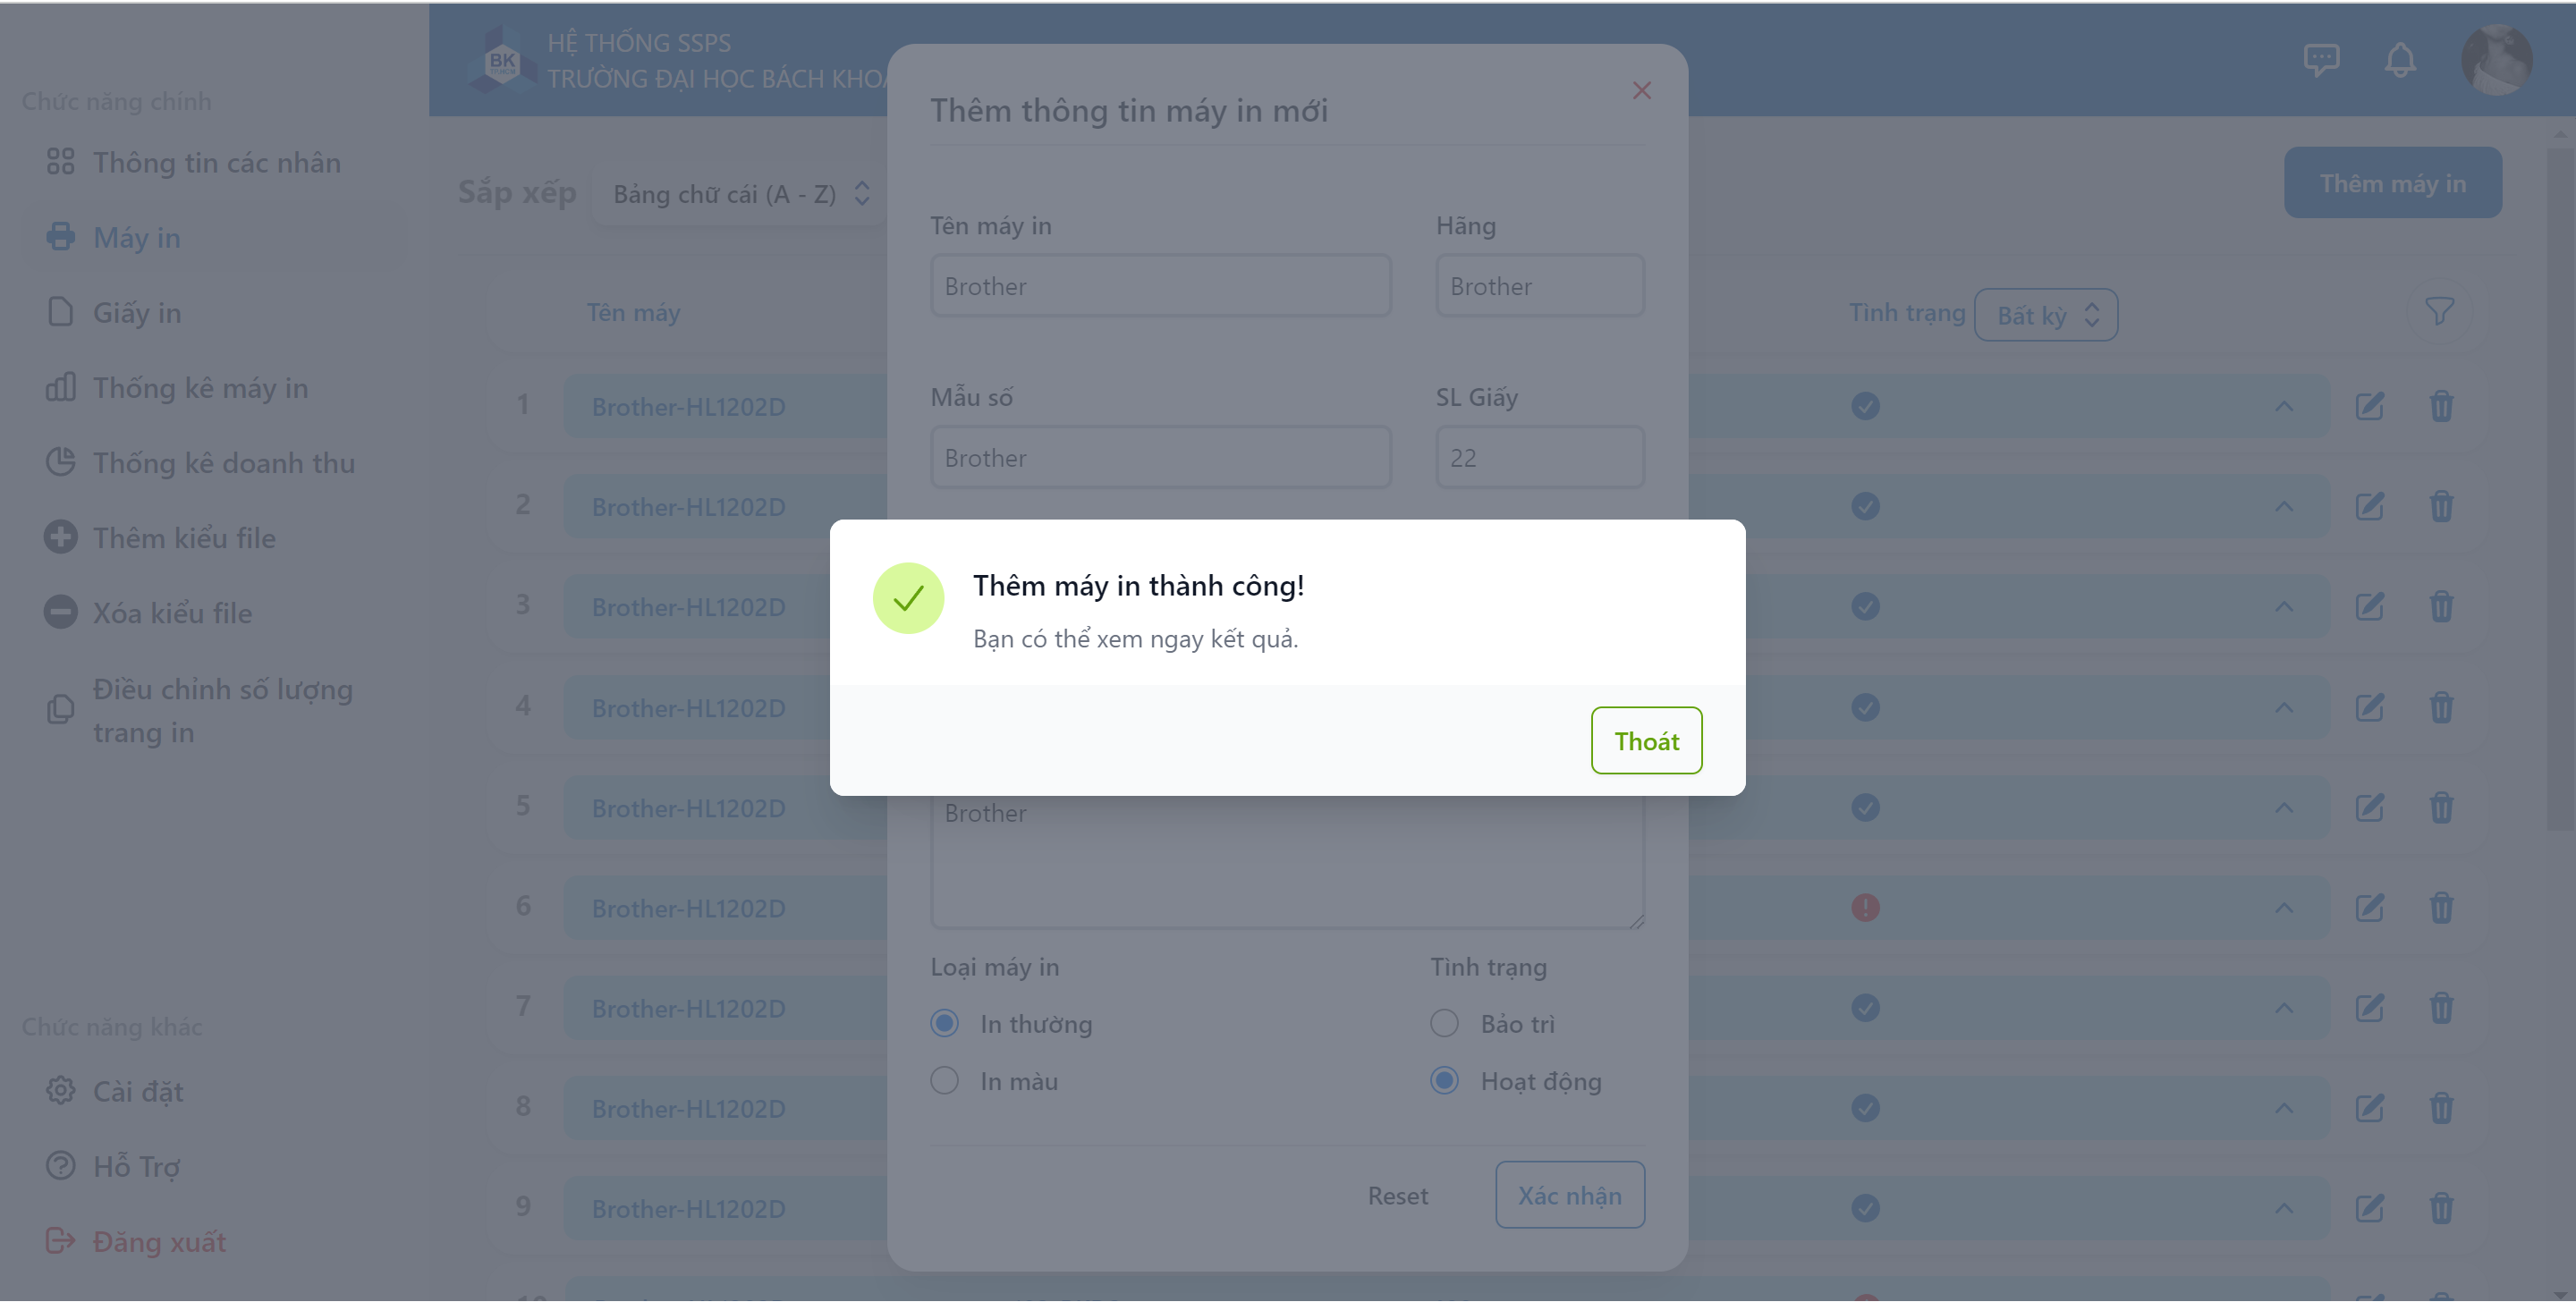 Chức năng chính
Thông tin các nhân
Máy in
Giấy in
Thống kê máy in
Thống kê doanh thu
Thêm kiểu file
Xóa kiểu file
Điều chỉnh số lượng
trang in
Chức năng khác
Cài đặt
Hỗ Trợ
Đăng xuất
BK
TP.HCM
HỆ THỐNG SSPS
TRƯỜNG ĐẠI HỌC BÁCH KHOA
Sắp xếp
Bảng chữ cái (A - Z)
Thêm máy in
Tên máy
Tình trạng
Bất kỳ
1 Brother-HL1202D
2 Brother-HL1202D
3 Brother-HL1202D
4 Brother-HL1202D
5 Brother-HL1202D
6 Brother-HL1202D
7 Brother-HL1202D
8 Brother-HL1202D
9 Brother-HL1202D
Thêm thông tin máy in mới
Tên máy in
Hãng
Brother
Brother
Mẫu số
SL Giấy
Brother
22
Thêm máy in thành công!
Bạn có thể xem ngay kết quả.
Thoát
Brother
Loại máy in
Tình trạng
In thường
Bảo trì
In màu
Hoạt động
Reset
Xác nhận